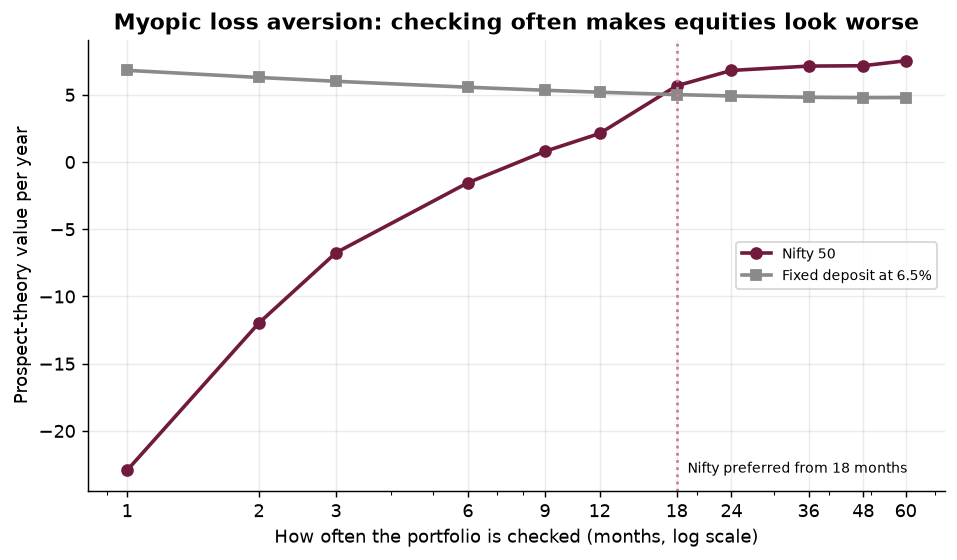 Myopic loss aversion: checking often makes equities look worse
Prospect-theory value per year
5
0
−5
−10
−15
−20
Nifty 50
Fixed deposit at 6.5%
Nifty preferred from 18 months
1 2 3 6 9 12 18 24 36 48 60
How often the portfolio is checked (months, log scale)